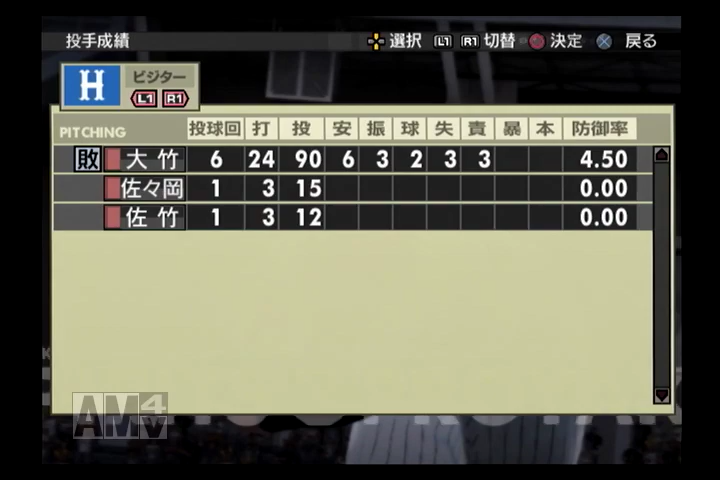 投手成績 選択 L1 R1 切替 決定 戻る
H ビジター
L1 R1
PITCHING 投球回 打 投 安 振 球 失 責 暴 本 防御率
敗 大竹 6 24 90 6 3 2 3 3 4.50
佐々岡 1 3 15 0.00
佐竹 1 3 12 0.00
AM4TV